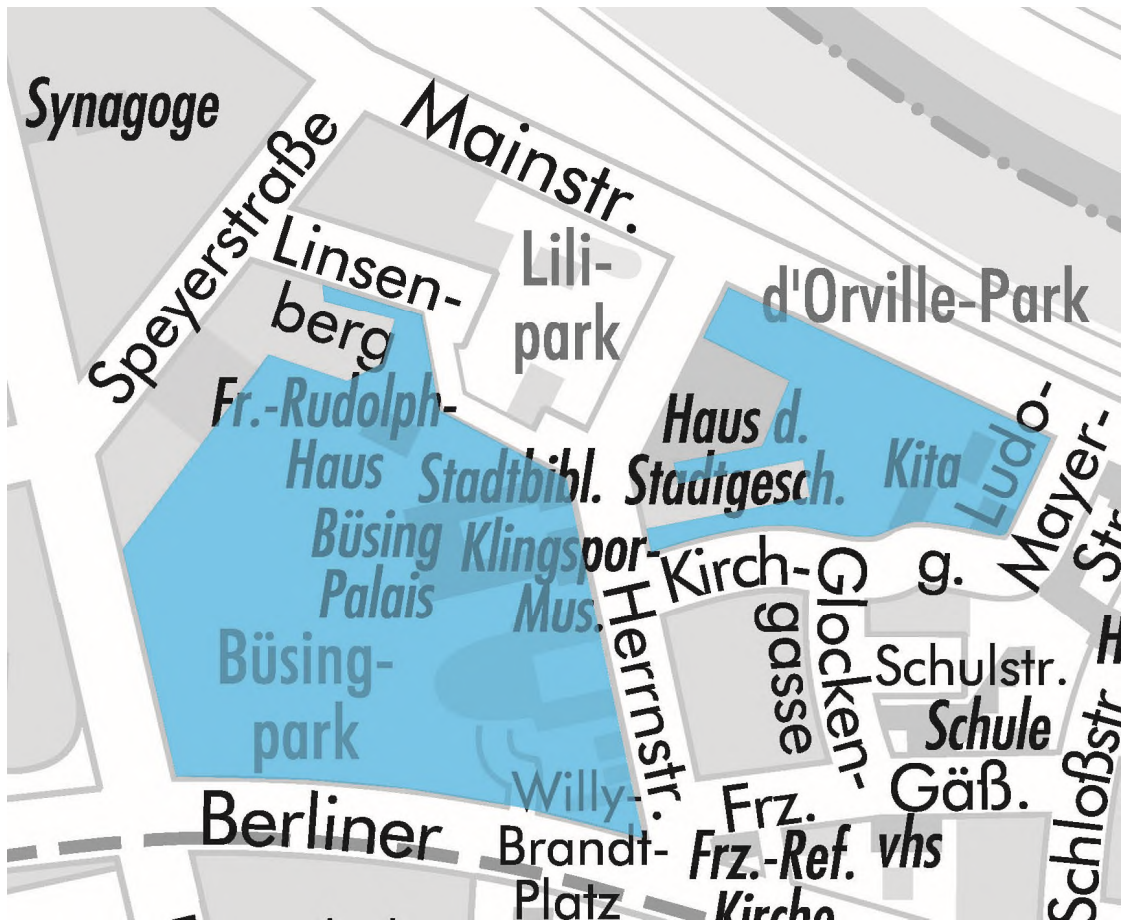 Synagoge
Mainstr.
Speyerstraße
Linsen-
berg
Lili-
park
d'Orville-Park
Fr.-Rudolph-
Haus
Haus d.
Stadtgesch.
Kita
Ludo-
g.
Mayer-
Str
Stadtbibl.
Büsing
Palais
Klingspor-
Mus.
Kirch-
gasse
Glocken-
Gäß.
Herrnstr.
Büsing-
park
Schulstr.
Schule
Schloßstr
H
Willy-
Brandt-
Platz
Berliner
Frz.
Frz.-Ref.
Kirche
vhs